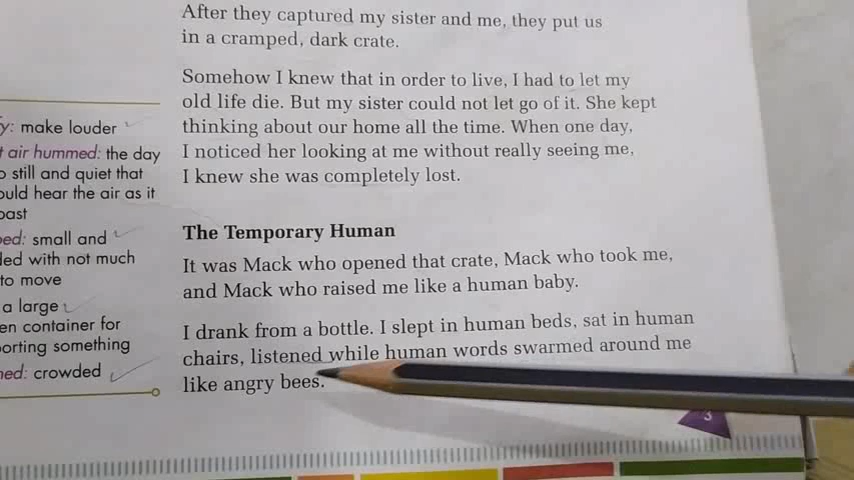 After they captured my sister and me, they put us
in a cramped, dark crate.
Somehow I knew that in order to live, I had to let my
old life die. But my sister could not let go of it. She kept
thinking about our home all the time. When one day,
I noticed her looking at me without really seeing me,
I knew she was completely lost.
The Temporary Human
It was Mack who opened that crate, Mack who took me,
and Mack who raised me like a human baby.
I drank from a bottle. I slept in human beds, sat in human
chairs, listened while human words swarmed around me
like angry bees.
fy: make louder
t air hummed: the day
o still and quiet that
ould hear the air as it
past
ped: small and
led with not much
to move
a large
en container for
porting something
med: crowded
3